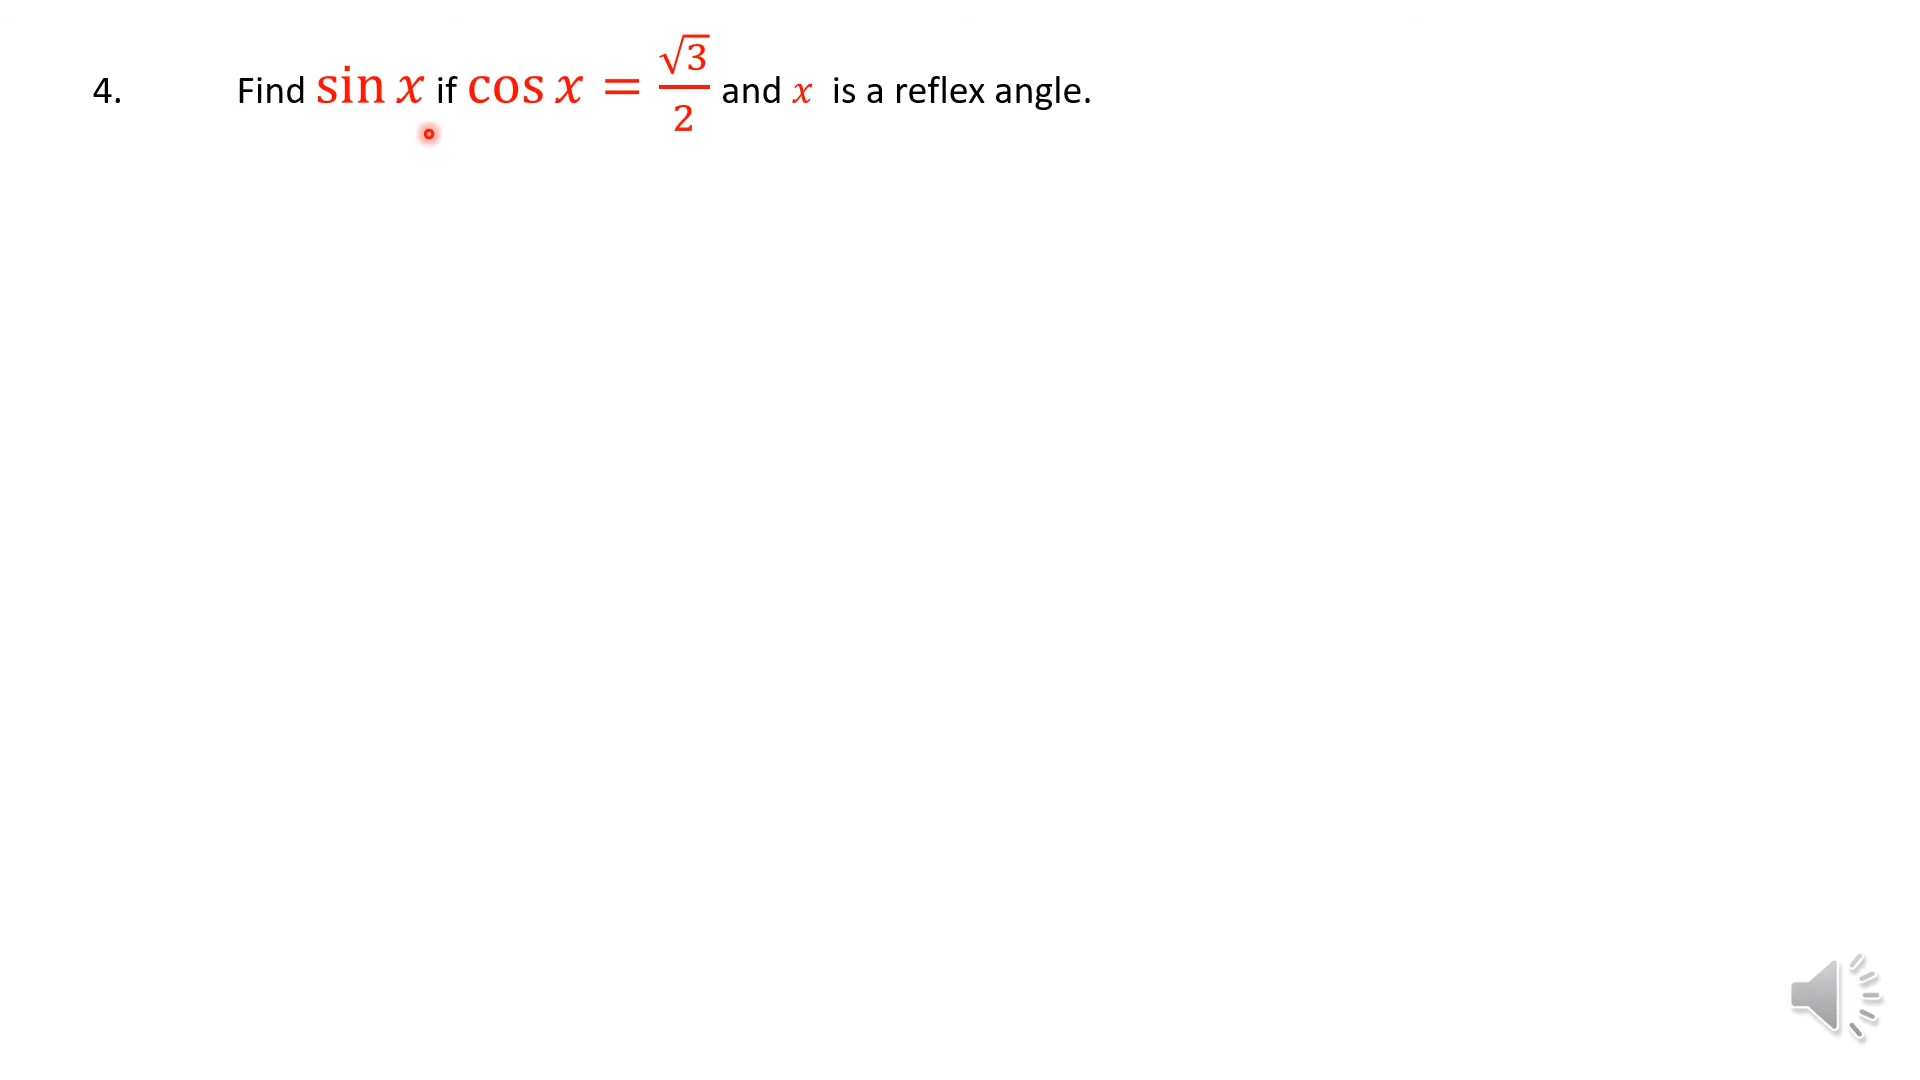 4. Find sin x if cos x = √3/2 and x is a reflex angle.